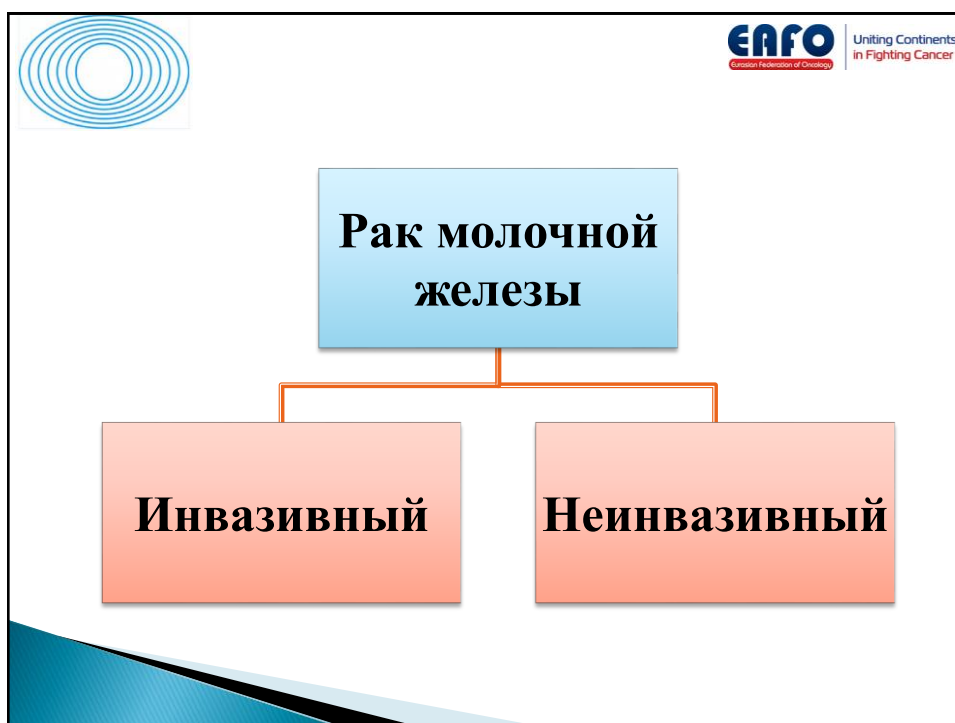 EAFO
Eurasian Federation of Oncology
Uniting Continents
in Fighting Cancer
Рак молочной
железы
Инвазивный
Неинвазивный